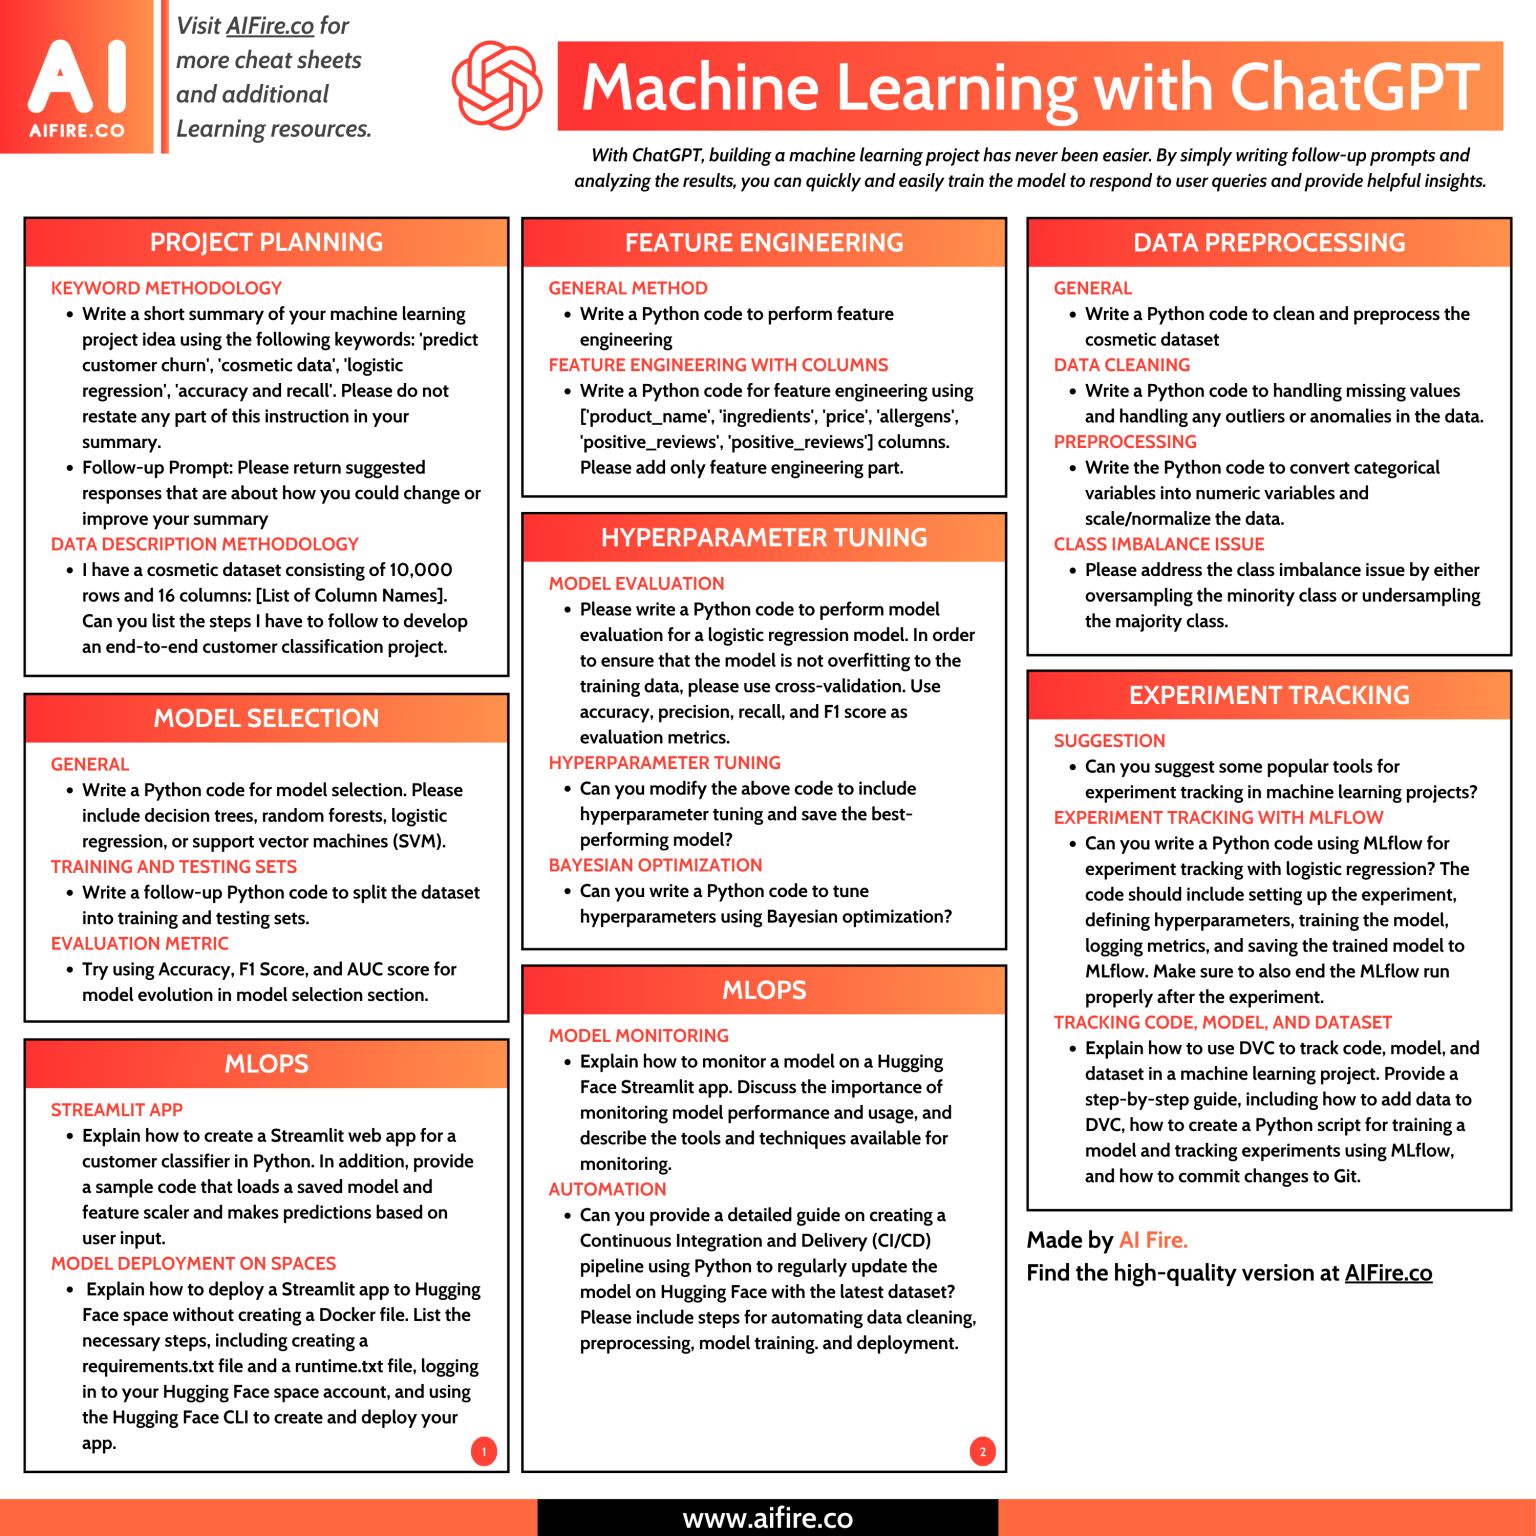 AI
AIFIRE.CO
Visit AIFire.co for
more cheat sheets
and additional
Learning resources.
Machine Learning with ChatGPT
With ChatGPT, building a machine learning project has never been easier. By simply writing follow-up prompts and
analyzing the results, you can quickly and easily train the model to respond to user queries and provide helpful insights.
PROJECT PLANNING
KEYWORD METHODOLOGY
• Write a short summary of your machine learning
project idea using the following keywords: 'predict
customer churn', 'cosmetic data', 'logistic
regression', 'accuracy and recall'. Please do not
restate any part of this instruction in your
summary.
• Follow-up Prompt: Please return suggested
responses that are about how you could change or
improve your summary
DATA DESCRIPTION METHODOLOGY
• I have a cosmetic dataset consisting of 10,000
rows and 16 columns: [List of Column Names].
Can you list the steps I have to follow to develop
an end-to-end customer classification project.
MODEL SELECTION
GENERAL
• Write a Python code for model selection. Please
include decision trees, random forests, logistic
regression, or support vector machines (SVM).
TRAINING AND TESTING SETS
• Write a follow-up Python code to split the dataset
into training and testing sets.
EVALUATION METRIC
• Try using Accuracy, F1 Score, and AUC score for
model evolution in model selection section.
MLOPS
STREAMLIT APP
• Explain how to create a Streamlit web app for a
customer classifier in Python. In addition, provide
a sample code that loads a saved model and
feature scaler and makes predictions based on
user input.
MODEL DEPLOYMENT ON SPACES
• Explain how to deploy a Streamlit app to Hugging
Face space without creating a Docker file. List the
necessary steps, including creating a
requirements.txt file and a runtime.txt file, logging
in to your Hugging Face space account, and using
the Hugging Face CLI to create and deploy your
app.
1
FEATURE ENGINEERING
GENERAL METHOD
• Write a Python code to perform feature
engineering
FEATURE ENGINEERING WITH COLUMNS
• Write a Python code for feature engineering using
['product_name', 'ingredients', 'price', 'allergens',
'positive_reviews', 'positive_reviews'] columns.
Please add only feature engineering part.
HYPERPARAMETER TUNING
MODEL EVALUATION
• Please write a Python code to perform model
evaluation for a logistic regression model. In order
to ensure that the model is not overfitting to the
training data, please use cross-validation. Use
accuracy, precision, recall, and F1 score as
evaluation metrics.
HYPERPARAMETER TUNING
• Can you modify the above code to include
hyperparameter tuning and save the best-
performing model?
BAYESIAN OPTIMIZATION
• Can you write a Python code to tune
hyperparameters using Bayesian optimization?
MLOPS
MODEL MONITORING
• Explain how to monitor a model on a Hugging
Face Streamlit app. Discuss the importance of
monitoring model performance and usage, and
describe the tools and techniques available for
monitoring.
AUTOMATION
• Can you provide a detailed guide on creating a
Continuous Integration and Delivery (CI/CD)
pipeline using Python to regularly update the
model on Hugging Face with the latest dataset?
Please include steps for automating data cleaning,
preprocessing, model training. and deployment.
2
DATA PREPROCESSING
GENERAL
• Write a Python code to clean and preprocess the
cosmetic dataset
DATA CLEANING
• Write a Python code to handling missing values
and handling any outliers or anomalies in the data.
PREPROCESSING
• Write the Python code to convert categorical
variables into numeric variables and
scale/normalize the data.
CLASS IMBALANCE ISSUE
• Please address the class imbalance issue by either
oversampling the minority class or undersampling
the majority class.
EXPERIMENT TRACKING
SUGGESTION
• Can you suggest some popular tools for
experiment tracking in machine learning projects?
EXPERIMENT TRACKING WITH MLFLOW
• Can you write a Python code using MLflow for
experiment tracking with logistic regression? The
code should include setting up the experiment,
defining hyperparameters, training the model,
logging metrics, and saving the trained model to
MLflow. Make sure to also end the MLflow run
properly after the experiment.
TRACKING CODE, MODEL, AND DATASET
• Explain how to use DVC to track code, model, and
dataset in a machine learning project. Provide a
step-by-step guide, including how to add data to
DVC, how to create a Python script for training a
model and tracking experiments using MLflow,
and how to commit changes to Git.
Made by AI Fire.
Find the high-quality version at AIFire.co
www.aifire.co